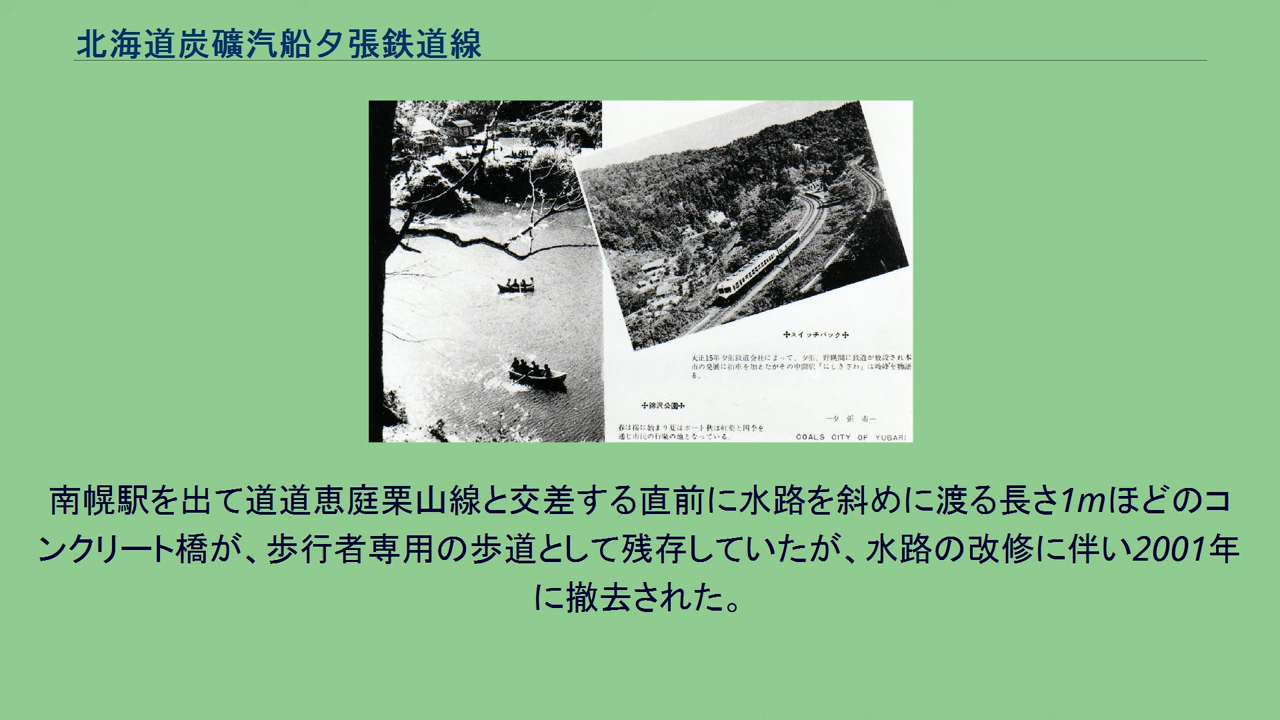 北海道炭礦汽船夕張鉄道線
✣スイッチバック✣
大正15年夕張鉄道会社によって、夕張、野幌間に鉄道が敷設され本
市の発展に拍車を加えたがその中間駅「にしきざわ」は峻峰を物語
る。
✣錦沢公園✣
春は桜に始まり夏はボート秋は紅葉と四季を
通じ市民の行楽の地となっている。
―夕張市―
COALS CITY OF YUBARI
南幌駅を出て道道恵庭栗山線と交差する直前に水路を斜めに渡る長さ1mほどのコ
ンクリート橋が、歩行者専用の歩道として残存していたが、水路の改修に伴い2001年
に撤去された。